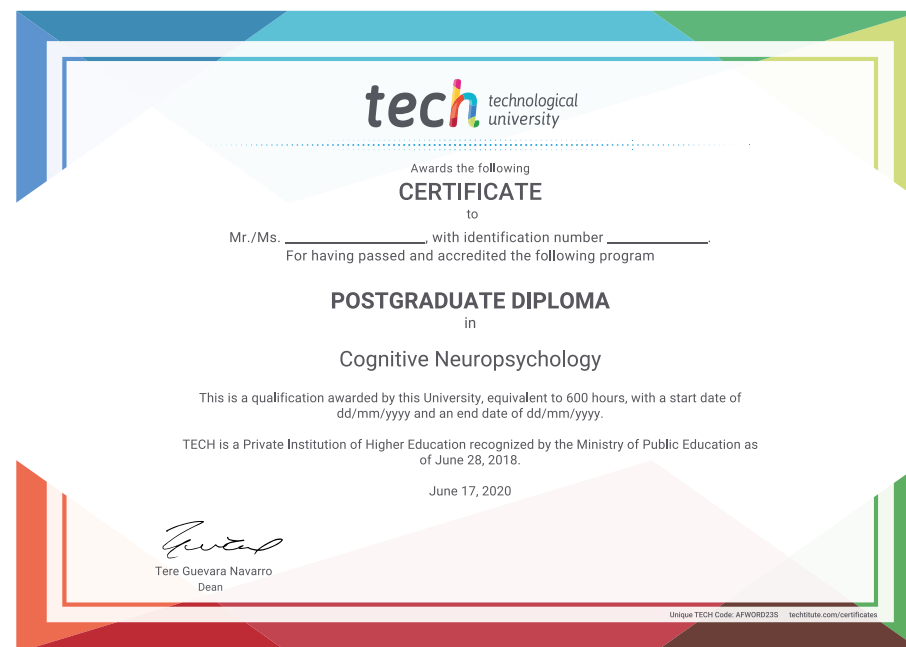 tech technological
university
Awards the following
CERTIFICATE
to
Mr./Ms. ____________________, with identification number ______________.
For having passed and accredited the following program
POSTGRADUATE DIPLOMA
in
Cognitive Neuropsychology
This is a qualification awarded by this University, equivalent to 600 hours, with a start date of
dd/mm/yyyy and an end date of dd/mm/yyyy.
TECH is a Private Institution of Higher Education recognized by the Ministry of Public Education as
of June 28, 2018.
June 17, 2020
Tere Guevara Navarro
Dean
Unique TECH Code: AFWORD23S techtitute.com/certificates